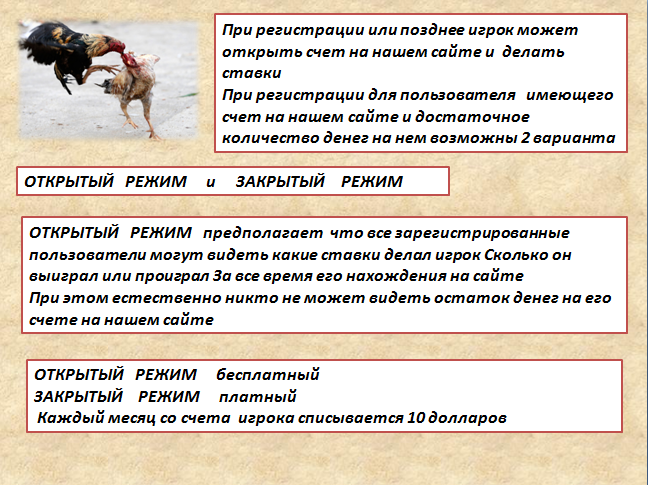 При регистрации или позднее игрок может
открыть счет на нашем сайте и делать
ставки
При регистрации для пользователя имеющего
счет на нашем сайте и достаточное
количество денег на нем возможны 2 варианта
ОТКРЫТЫЙ РЕЖИМ и ЗАКРЫТЫЙ РЕЖИМ
ОТКРЫТЫЙ РЕЖИМ предполагает что все зарегистрированные
пользователи могут видеть какие ставки делал игрок Сколько он
выиграл или проиграл За все время его нахождения на сайте
При этом естественно никто не может видеть остаток денег на его
счете на нашем сайте
ОТКРЫТЫЙ РЕЖИМ бесплатный
ЗАКРЫТЫЙ РЕЖИМ платный
Каждый месяц со счета игрока списывается 10 долларов